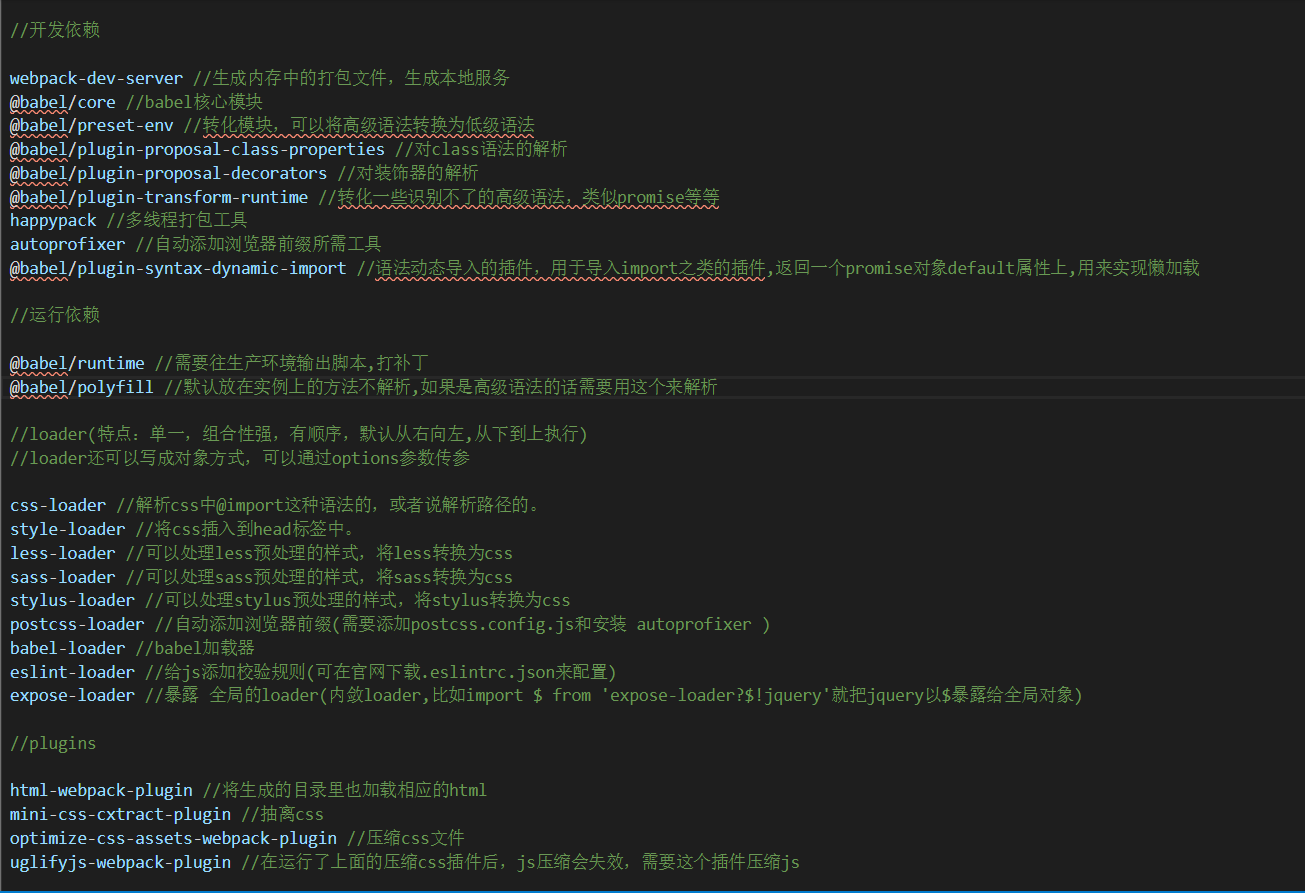 //开发依赖
webpack-dev-server //生成内存中的打包文件，生成本地服务
@babel/core //babel核心模块
@babel/preset-env //转化模块，可以将高级语法转换为低级语法
@babel/plugin-proposal-class-properties //对class语法的解析
@babel/plugin-proposal-decorators //对装饰器的解析
@babel/plugin-transform-runtime //转化一些识别不了的高级语法，类似promise等等
happypack //多线程打包工具
autoprofixer //自动添加浏览器前缀所需工具
@babel/plugin-syntax-dynamic-import //语法动态导入的插件，用于导入import之类的插件,返回一个promise对象default属性上,用来实现懒加载
//运行依赖
@babel/runtime //需要往生产环境输出脚本,打补丁
@babel/polyfill //默认放在实例上的方法不解析,如果是高级语法的话需要用这个来解析
//loader(特点：单一，组合性强，有顺序，默认从右向左,从下到上执行)
//loader还可以写成对象方式，可以通过options参数传参
css-loader //解析css中@import这种语法的，或者说解析路径的。
style-loader //将css插入到head标签中。
less-loader //可以处理less预处理的样式，将less转换为css
sass-loader //可以处理sass预处理的样式，将sass转换为css
stylus-loader //可以处理stylus预处理的样式，将stylus转换为css
postcss-loader //自动添加浏览器前缀(需要添加postcss.config.js和安装 autoprofixer )
babel-loader //babel加载器
eslint-loader //给js添加校验规则(可在官网下载.eslintrc.json来配置)
expose-loader //暴露 全局的loader(内敛loader,比如import $ from 'expose-loader?$!jquery'就把jquery以$暴露给全局对象)
//plugins
html-webpack-plugin //将生成的目录里也加载相应的html
mini-css-cxtract-plugin //抽离css
optimize-css-assets-webpack-plugin //压缩css文件
uglifyjs-webpack-plugin //在运行了上面的压缩css插件后，js压缩会失效，需要这个插件压缩js